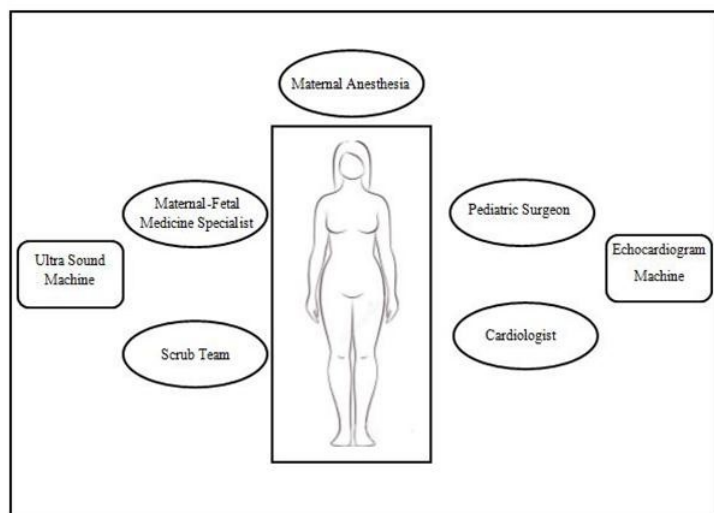 Maternal Anesthesia
Maternal-Fetal
Medicine Specialist
Pediatric Surgeon
Ultra Sound
Machine
Echocardiogram
Machine
Scrub Team
Cardiologist